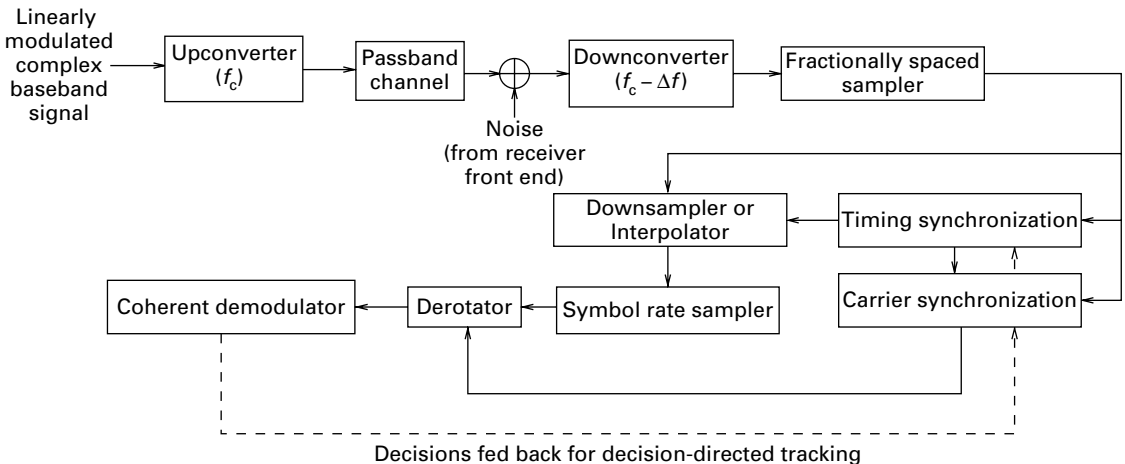 Linearly
modulated
complex
baseband
signal
Upconverter
(fc)
Passband
channel
Noise
(from receiver
front end)
Downconverter
(fc – Δf)
Fractionally spaced
sampler
Downsampler or
Interpolator
Timing synchronization
Coherent demodulator
Derotator
Symbol rate sampler
Carrier synchronization
Decisions fed back for decision-directed tracking